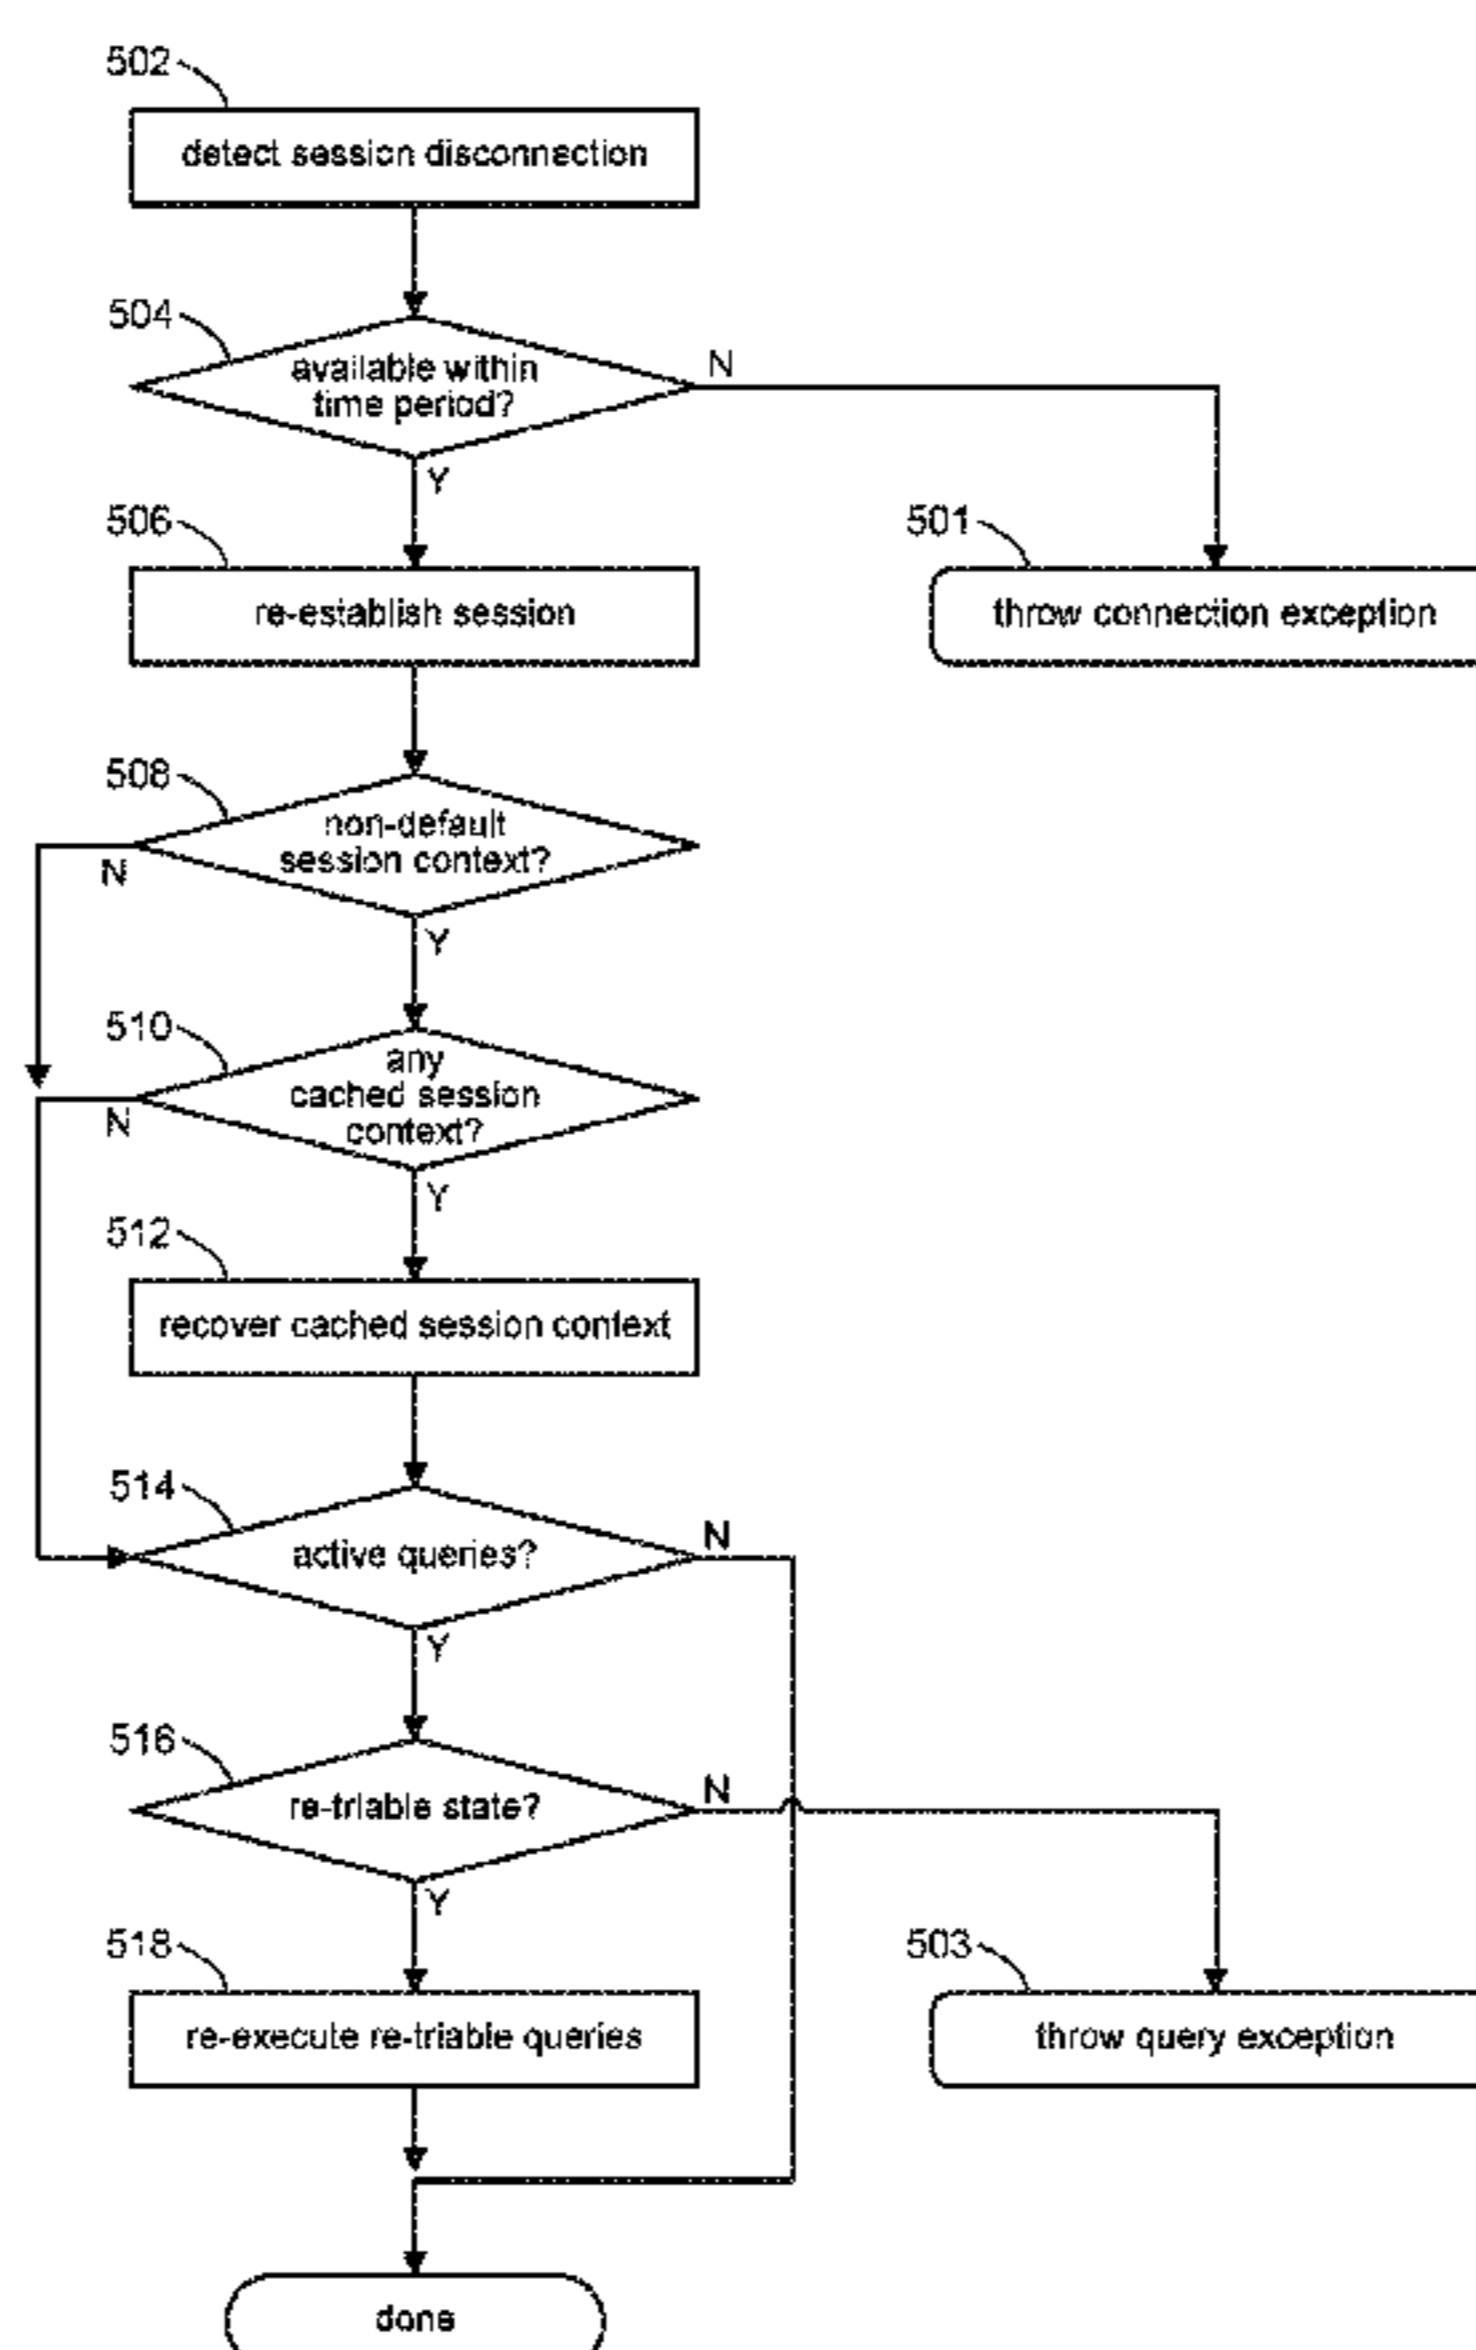 502
detect session disconnection
504
available within
time period?
N
Y
506
re-establish session
501
throw connection exception
508
non-default
session context?
N
Y
510
any
cached session
context?
N
Y
512
recover cached session context
514
active queries?
N
Y
516
re-triable state?
N
Y
518
re-execute re-triable queries
503
throw query exception
done